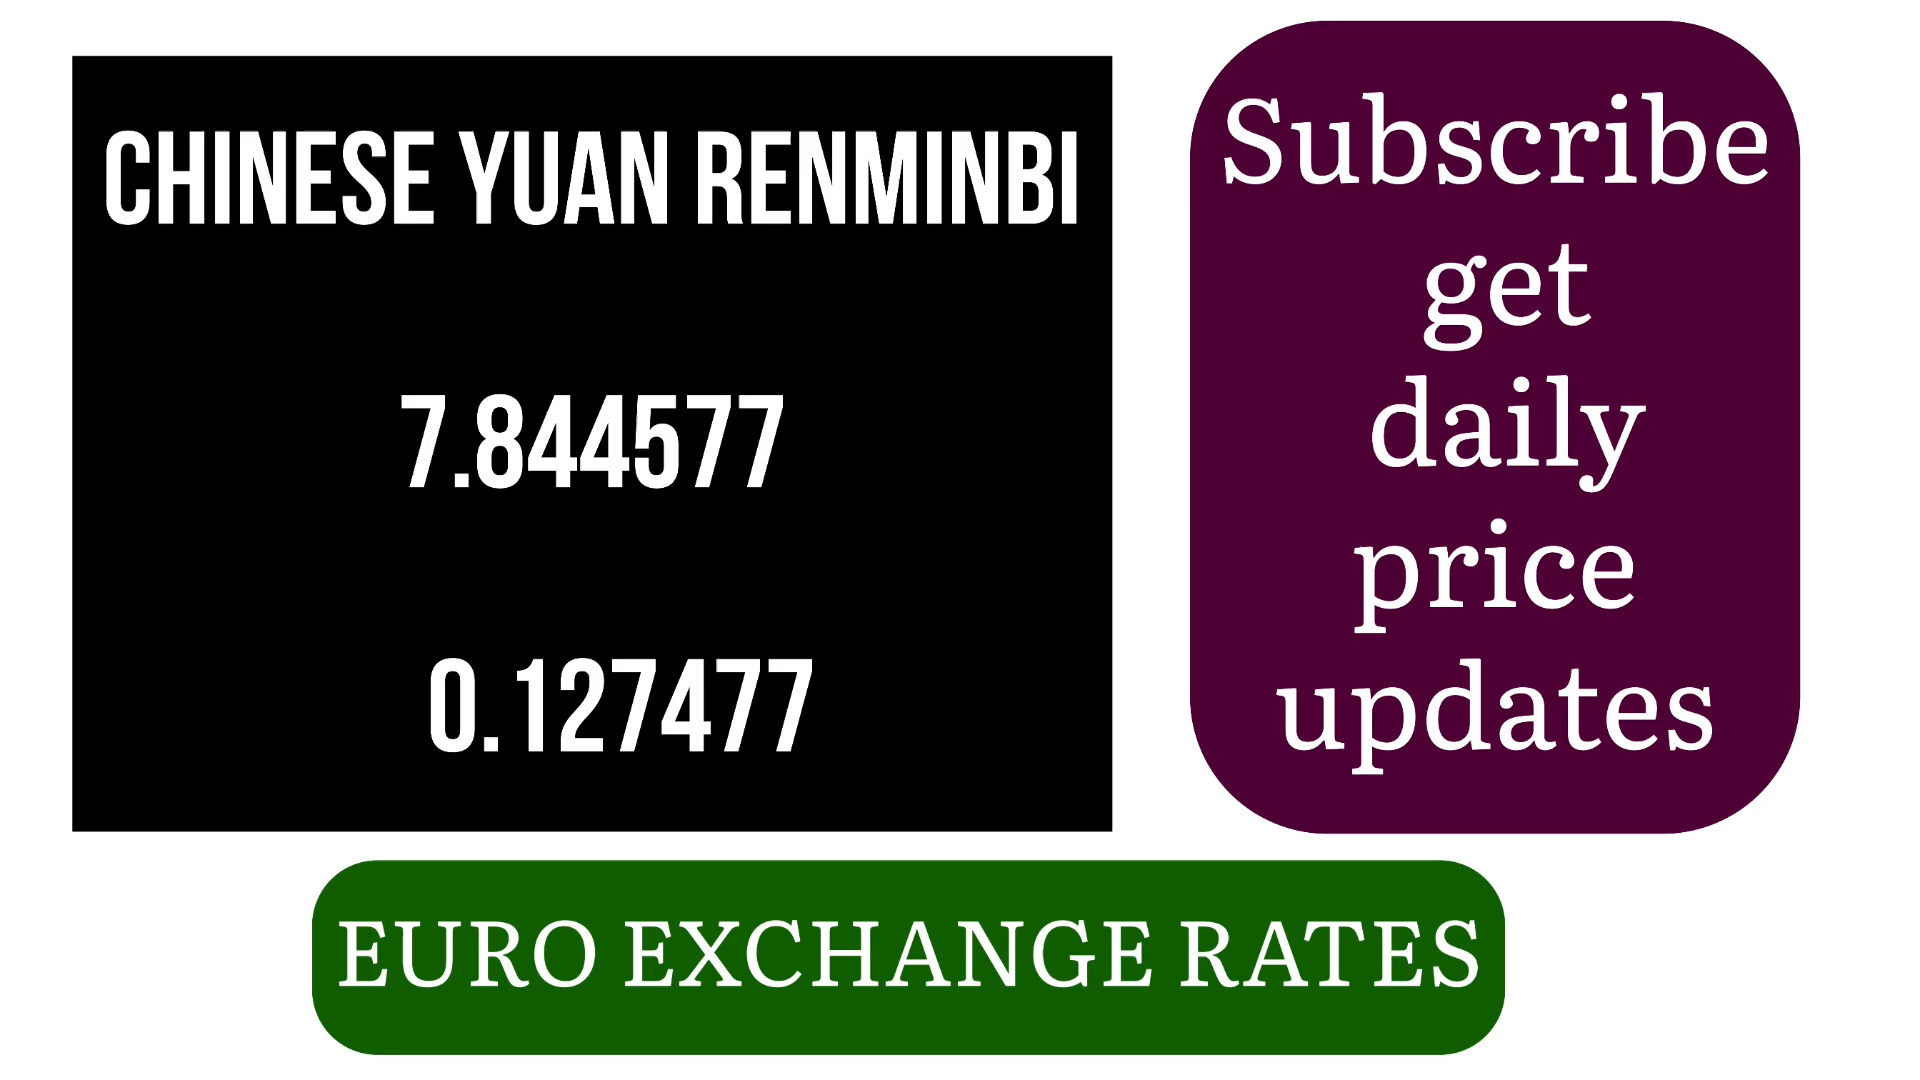 CHINESE YUAN RENMINBI
7.844577
0.127477
Subscribe
get
daily
price
updates
EURO EXCHANGE RATES